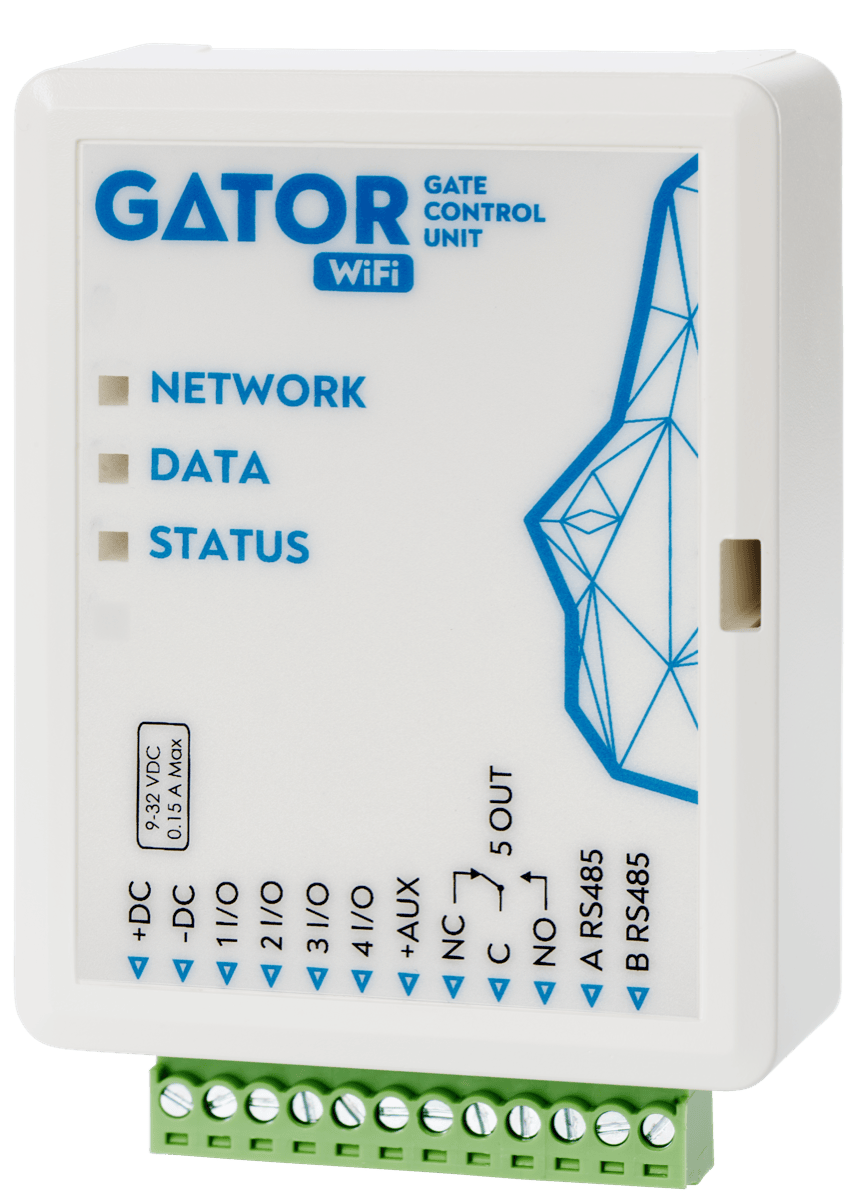 GATOR
GATE
CONTROL
UNIT
WiFi
NETWORK
DATA
STATUS
9-32 VDC
0.15 A Max
+DC
-DC
1 I/O
2 I/O
3 I/O
4 I/O
+AUX
NC
C
NO
5 OUT
A RS485
B RS485